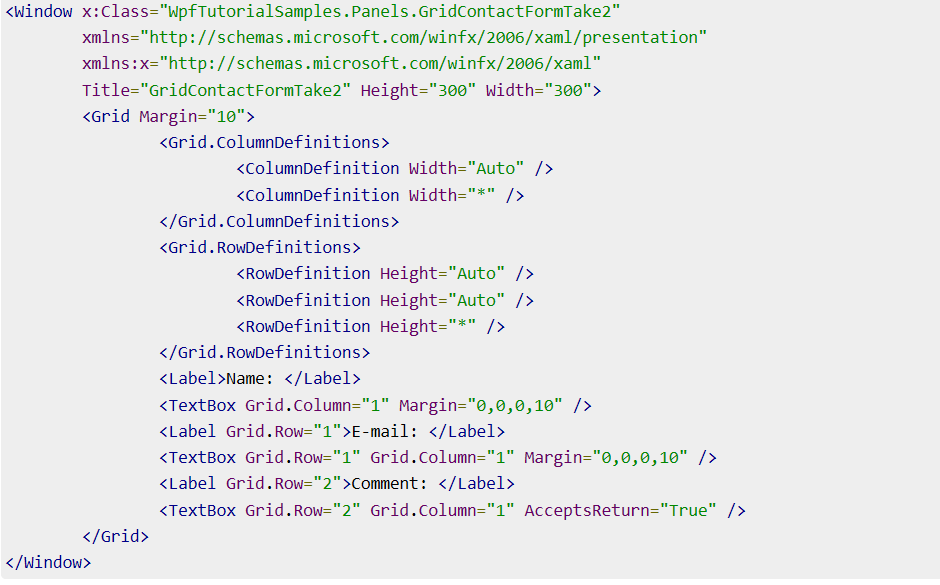 <Window x:Class="WpfTutorialSamples.Panels.GridContactFormTake2"
        xmlns="http://schemas.microsoft.com/winfx/2006/xaml/presentation"
        xmlns:x="http://schemas.microsoft.com/winfx/2006/xaml"
        Title="GridContactFormTake2" Height="300" Width="300">
        <Grid Margin="10">
                <Grid.ColumnDefinitions>
                        <ColumnDefinition Width="Auto" />
                        <ColumnDefinition Width="*" />
                </Grid.ColumnDefinitions>
                <Grid.RowDefinitions>
                        <RowDefinition Height="Auto" />
                        <RowDefinition Height="Auto" />
                        <RowDefinition Height="*" />
                </Grid.RowDefinitions>
                <Label>Name: </Label>
                <TextBox Grid.Column="1" Margin="0,0,0,10" />
                <Label Grid.Row="1">E-mail: </Label>
                <TextBox Grid.Row="1" Grid.Column="1" Margin="0,0,0,10" />
                <Label Grid.Row="2">Comment: </Label>
                <TextBox Grid.Row="2" Grid.Column="1" AcceptsReturn="True" />
        </Grid>
</Window>